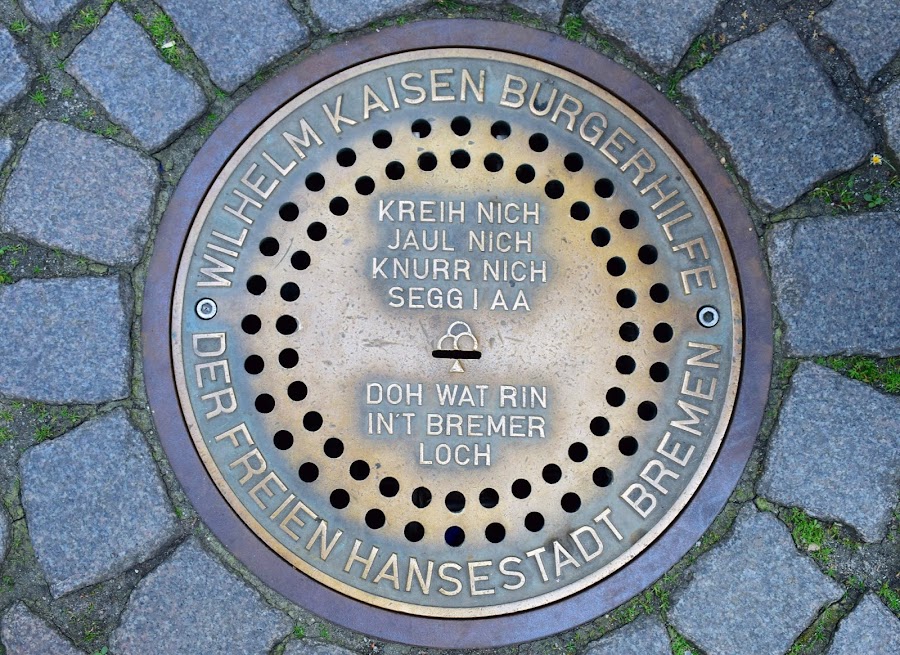 WILHELM KAISEN BURGERHILFE
KREIH NICH
JAUL NICH
KNURR NICH
SEGG I AA
DOH WAT RIN
IN'T BREMER
LOCH
DER FREIEN HANSESTADT BREMEN